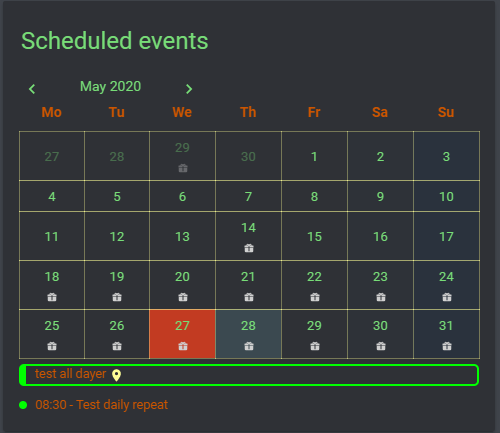 Scheduled events
May 2020
Mo Tu We Th Fr Sa Su
27 28 29 30 1 2 3
4 5 6 7 8 9 10
11 12 13 14 15 16 17
18 19 20 21 22 23 24
25 26 27 28 29 30 31
test all dayer
08:30 - Test daily repeat